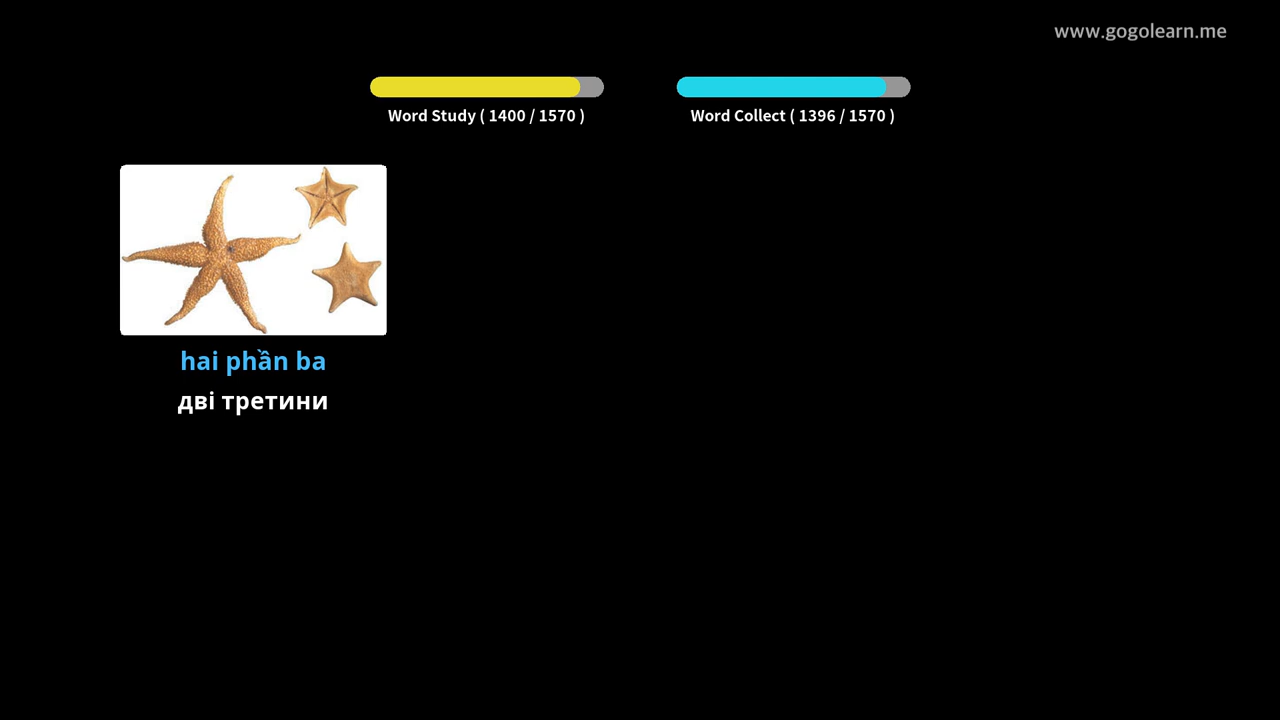 www.gogolearn.me
Word Study ( 1400 / 1570 )
Word Collect ( 1396 / 1570 )
hai phần ba
дві третини